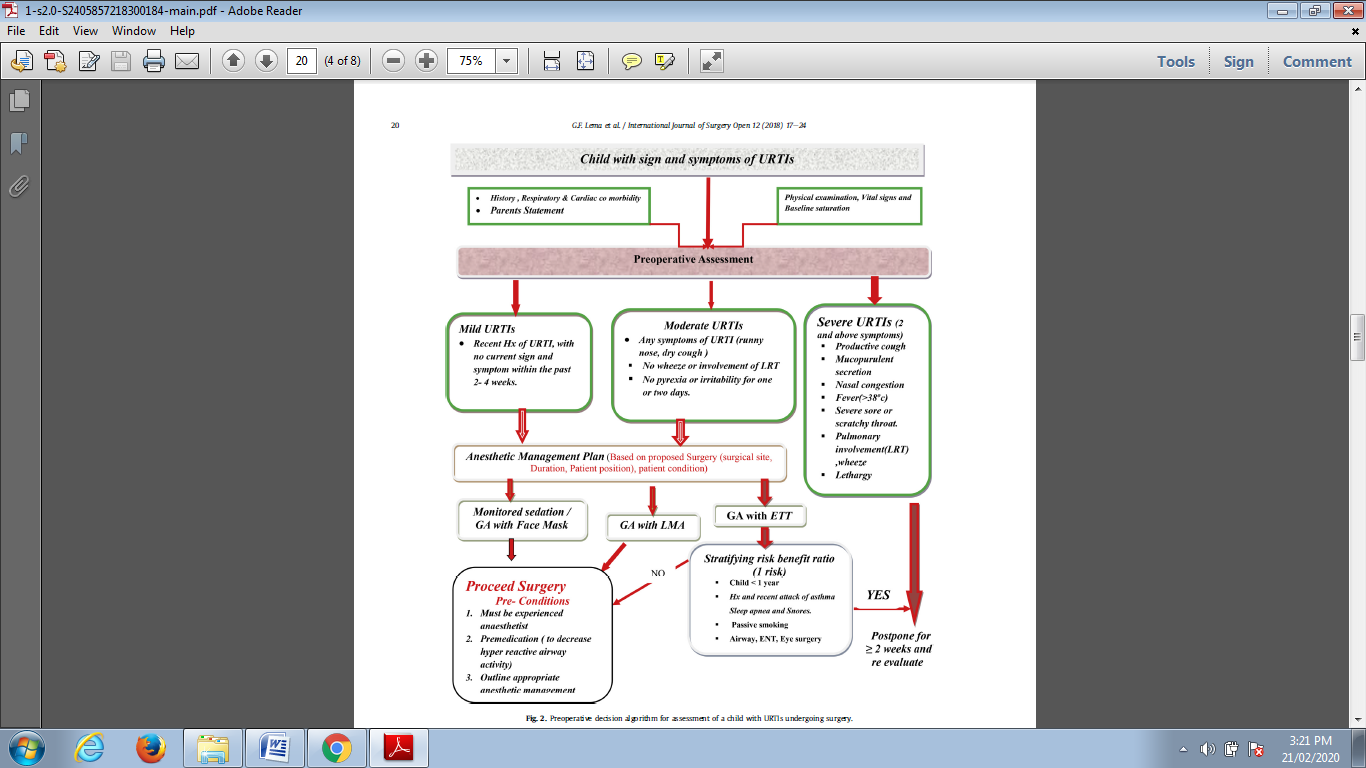 1-s2.0-S2405857218300184-main.pdf - Adobe Reader
File Edit View Window Help
20 (4 of 8) 75% Tools Sign Comment
20 G.F. Lema et al. / International Journal of Surgery Open 12 (2018) 17–24
Child with sign and symptoms of URTIs
• History , Respiratory & Cardiac co morbidity
• Parents Statement
Physical examination, Vital signs and
Baseline saturation
Preoperative Assessment
Mild URTIs
• Recent Hx of URTI, with
no current sign and
symptom within the past
2- 4 weeks.
Moderate URTIs
• Any symptoms of URTI (runny
nose, dry cough )
▪ No wheeze or involvement of LRT
▪ No pyrexia or irritability for one
or two days.
Severe URTIs (2
and above symptoms)
▪ Productive cough
▪ Mucopurulent
secretion
▪ Nasal congestion
▪ Fever(>38°c)
▪ Severe sore or
scratchy throat.
▪ Pulmonary
involvement(LRT)
,wheeze
▪ Lethargy
Anesthetic Management Plan (Based on proposed Surgery (surgical site,
Duration, Patient position), patient condition)
Monitored sedation /
GA with Face Mask
GA with LMA
GA with ETT
Stratifying risk benefit ratio
(1 risk)
▪ Child < 1 year
▪ Hx and recent attack of asthma
Sleep apnea and Snores.
▪ Passive smoking
▪ Airway, ENT, Eye surgery
NO
YES
Proceed Surgery
Pre- Conditions
1. Must be experienced
anaesthetist
2. Premedication ( to decrease
hyper reactive airway
activity)
3. Outline appropriate
anesthetic management
Postpone for
≥ 2 weeks and
re evaluate
Fig. 2. Preoperative decision algorithm for assessment of a child with URTIs undergoing surgery.
3:21 PM
21/02/2020